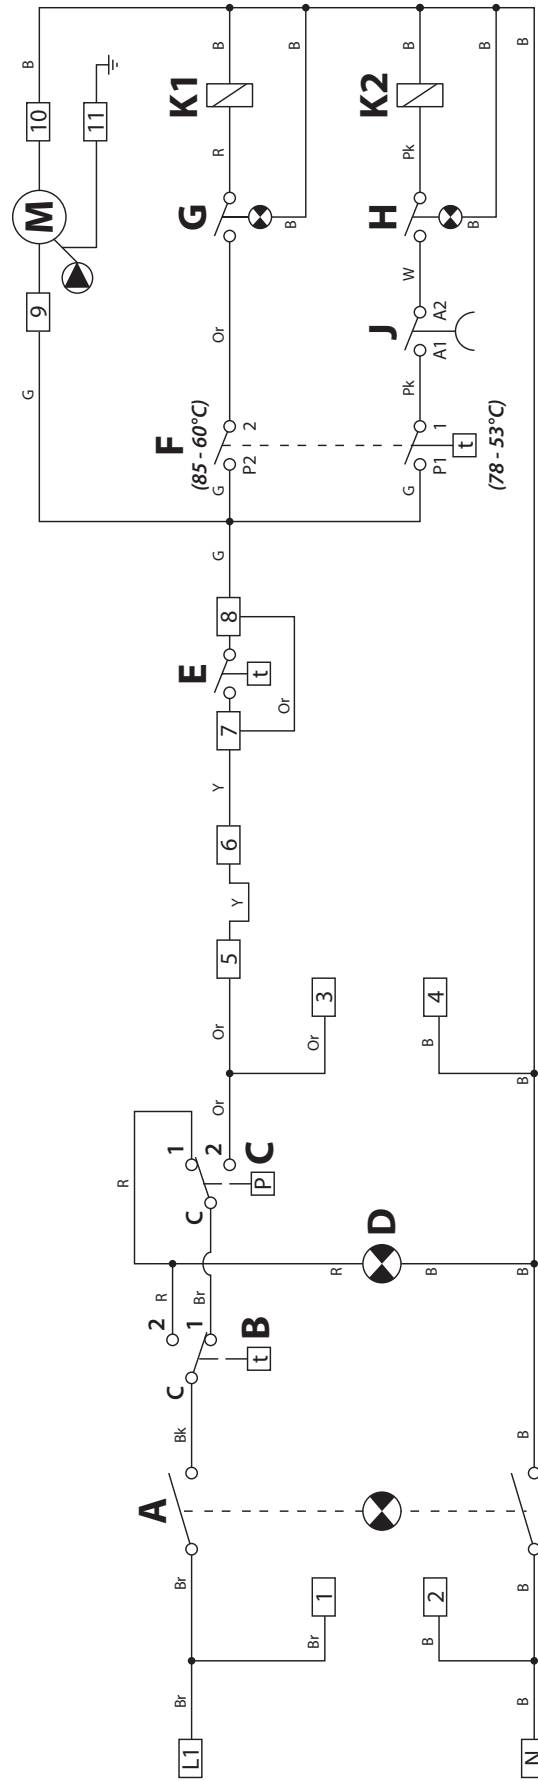 L1
Br
Br
1
Br
A
Bk
C
2
1
t
B
R
Br
R
C
1
2
P
C
R
D
B
Or
Or
3
Or
5
Y
6
Y
7
E
t
Or
8
G
G
9
M
10
B
11
G
P2
2
F
(85 - 60°C)
Or
G
B
R
K1
B
B
G
P1
1
t
(78 - 53°C)
Pk
J
A1
A2
W
H
B
Pk
K2
B
B
N
B
2
B
B
B
B
4
B
B
B